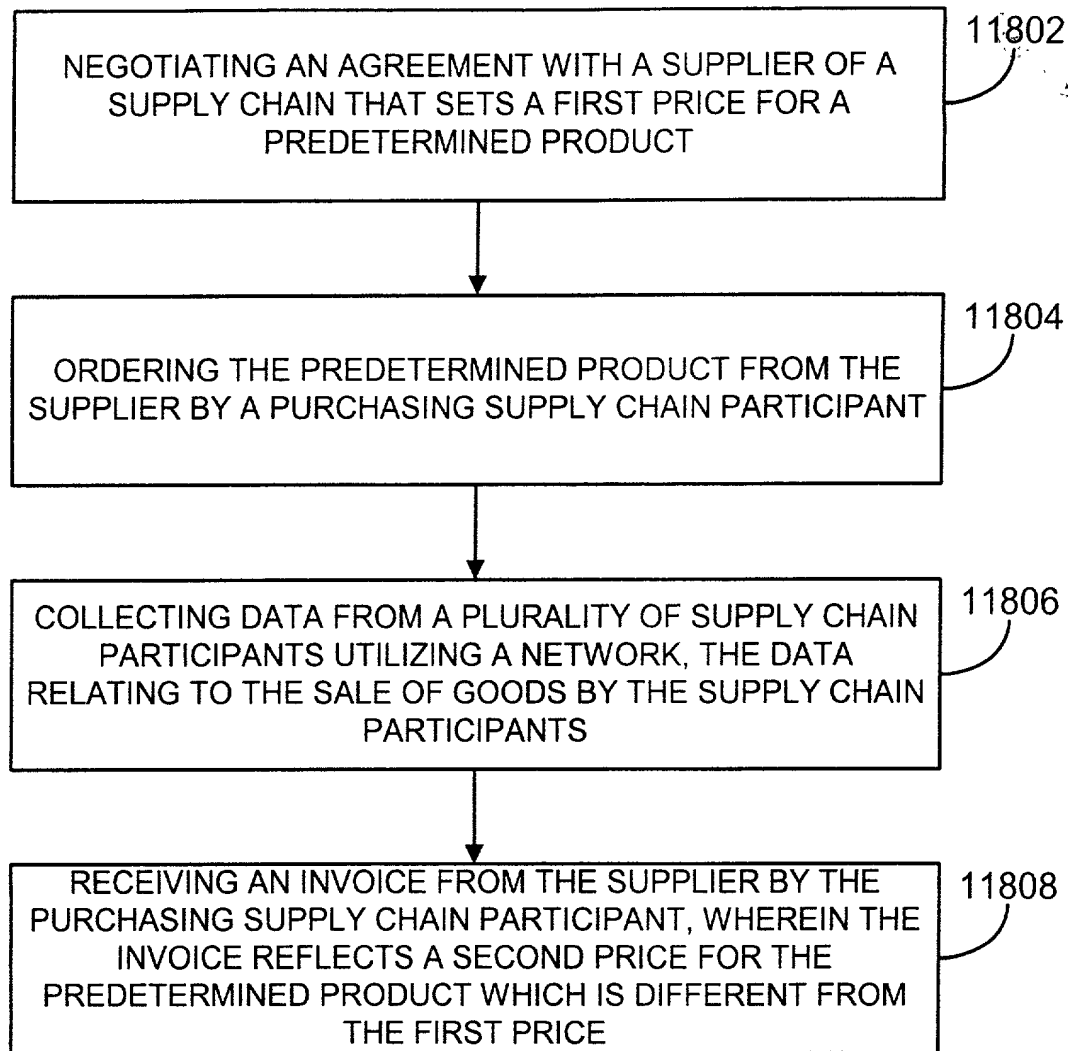 11802
NEGOTIATING AN AGREEMENT WITH A SUPPLIER OF A
SUPPLY CHAIN THAT SETS A FIRST PRICE FOR A
PREDETERMINED PRODUCT
11804
ORDERING THE PREDETERMINED PRODUCT FROM THE
SUPPLIER BY A PURCHASING SUPPLY CHAIN PARTICIPANT
11806
COLLECTING DATA FROM A PLURALITY OF SUPPLY CHAIN
PARTICIPANTS UTILIZING A NETWORK, THE DATA
RELATING TO THE SALE OF GOODS BY THE SUPPLY CHAIN
PARTICIPANTS
11808
RECEIVING AN INVOICE FROM THE SUPPLIER BY THE
PURCHASING SUPPLY CHAIN PARTICIPANT, WHEREIN THE
INVOICE REFLECTS A SECOND PRICE FOR THE
PREDETERMINED PRODUCT WHICH IS DIFFERENT FROM
THE FIRST PRICE